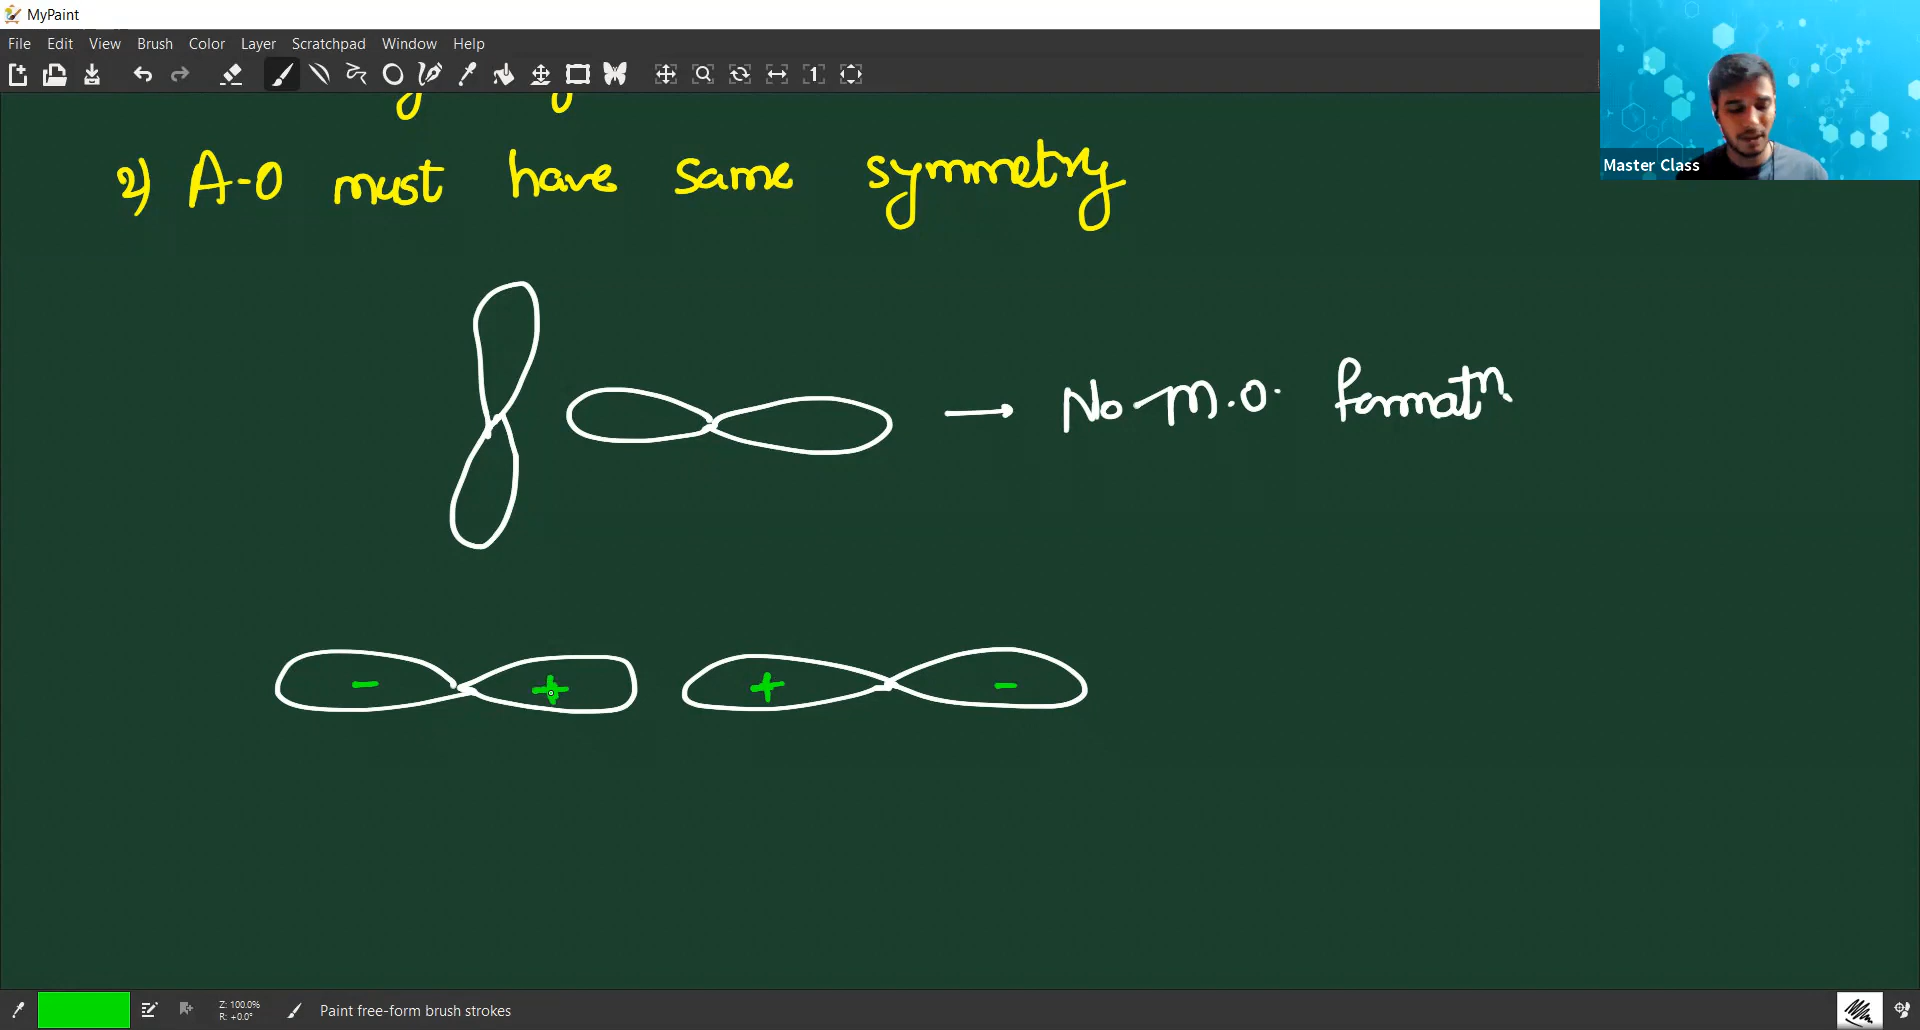 MyPaint
File Edit View Brush Color Layer Scratchpad Window Help
Master Class
2) A-O must have same symmetry
→ No M.O. formatn.
- + + -
Z: 100.0%
R: +0.0°
Paint free-form brush strokes